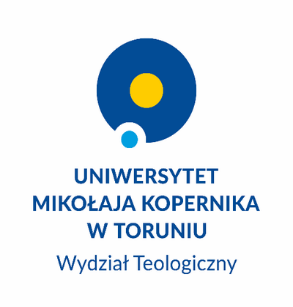 UNIWERSYTET
MIKOŁAJA KOPERNIKA
W TORUNIU
Wydział Teologiczny